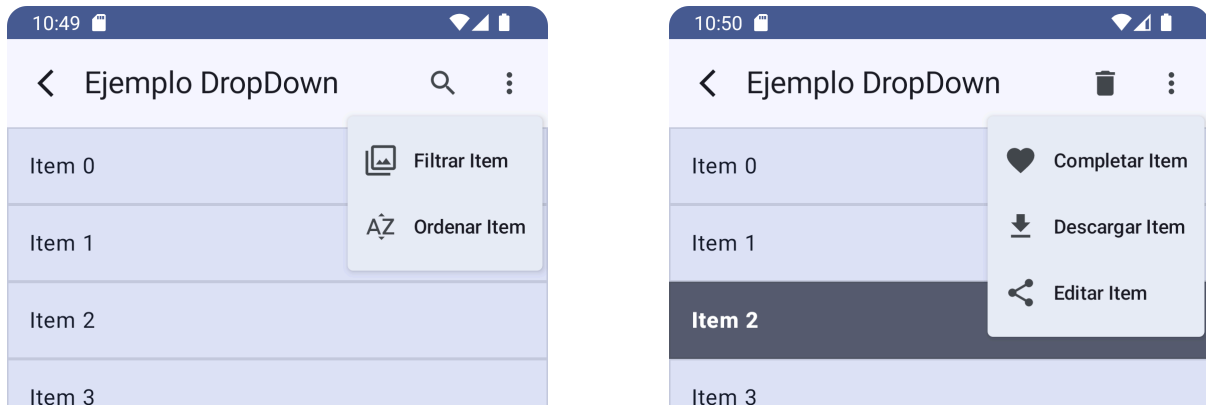 10:49
Ejemplo DropDown
Filtrar Item
Ordenar Item
Item 0
Item 1
Item 2
Item 3
10:50
Ejemplo DropDown
Completar Item
Descargar Item
Editar Item
Item 0
Item 1
Item 2
Item 3